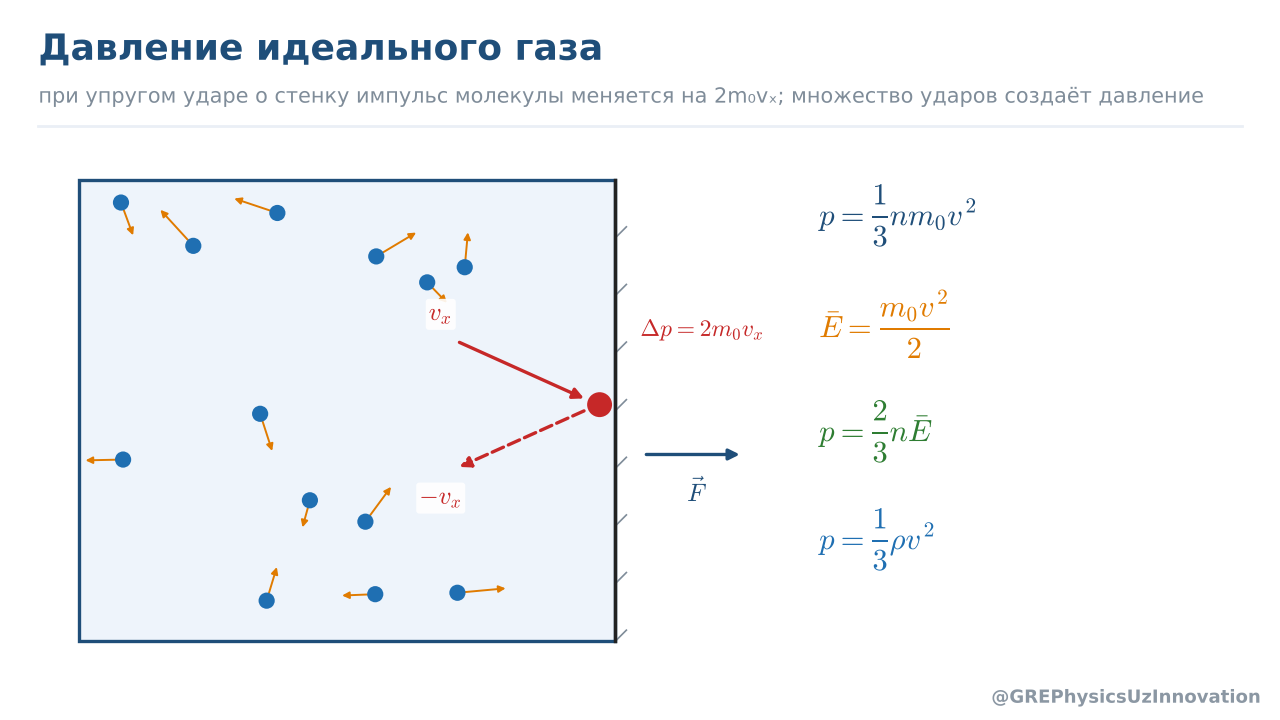 Давление идеального газа
при упругом ударе о стенку импульс молекулы меняется на 2m₀vₓ; множество ударов создаёт давление
p = 1/3 nm₀v²
vₓ
Δp = 2m₀vₓ
Ē = m₀v²/2
p = 2/3 nĒ
−vₓ
F⃗
p = 1/3 ρv²
@GREPhysicsUzInnovation